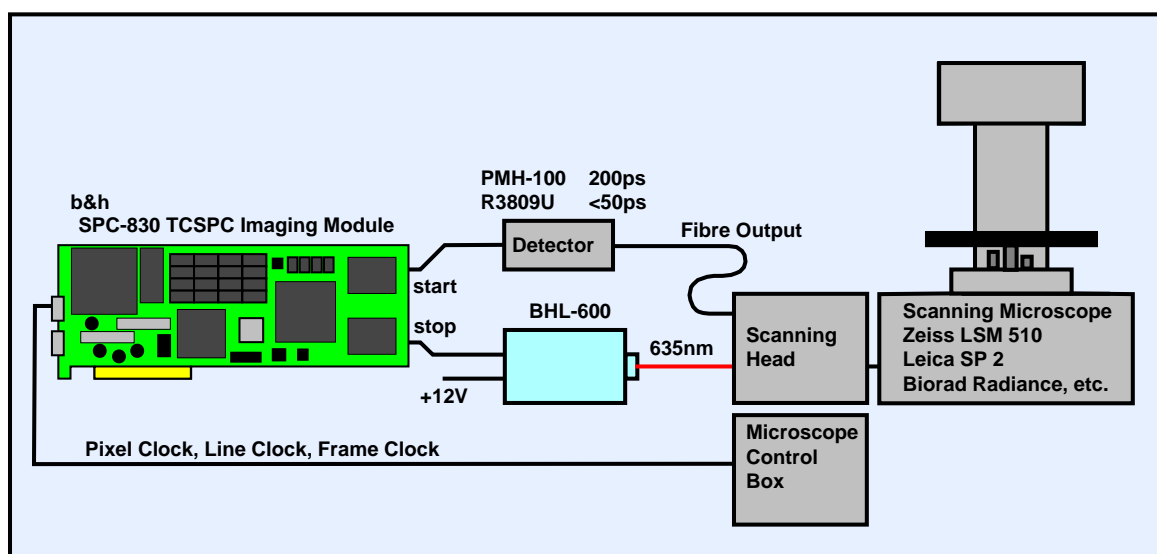 b&h
SPC-830 TCSPC Imaging Module
PMH-100 200ps
R3809U <50ps
Detector
Fibre Output
start
stop
BHL-600
+12V
635nm
Scanning
Head
Scanning Microscope
Zeiss LSM 510
Leica SP 2
Biorad Radiance, etc.
Pixel Clock, Line Clock, Frame Clock
Microscope
Control
Box